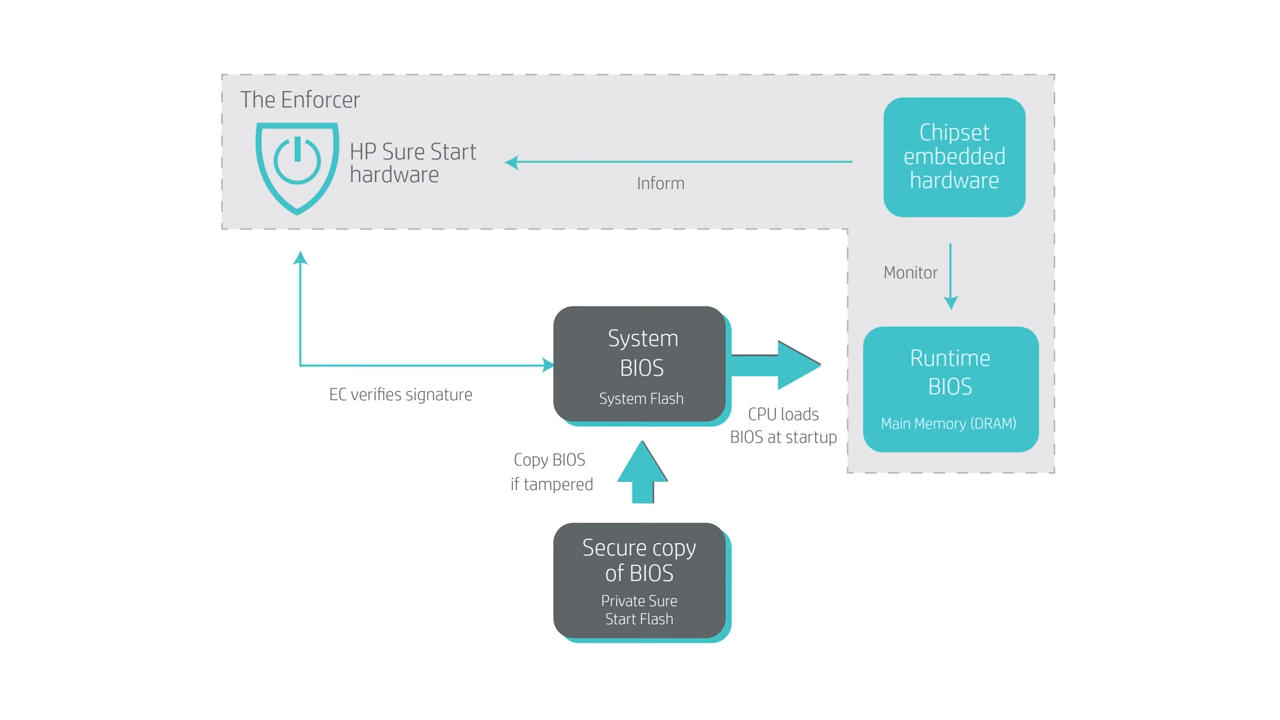 The Enforcer
HP Sure Start
hardware
Inform
Chipset
embedded
hardware
Monitor
System
BIOS
System Flash
Runtime
BIOS
Main Memory (DRAM)
EC verifies signature
CPU loads
BIOS at startup
Copy BIOS
if tampered
Secure copy
of BIOS
Private Sure
Start Flash